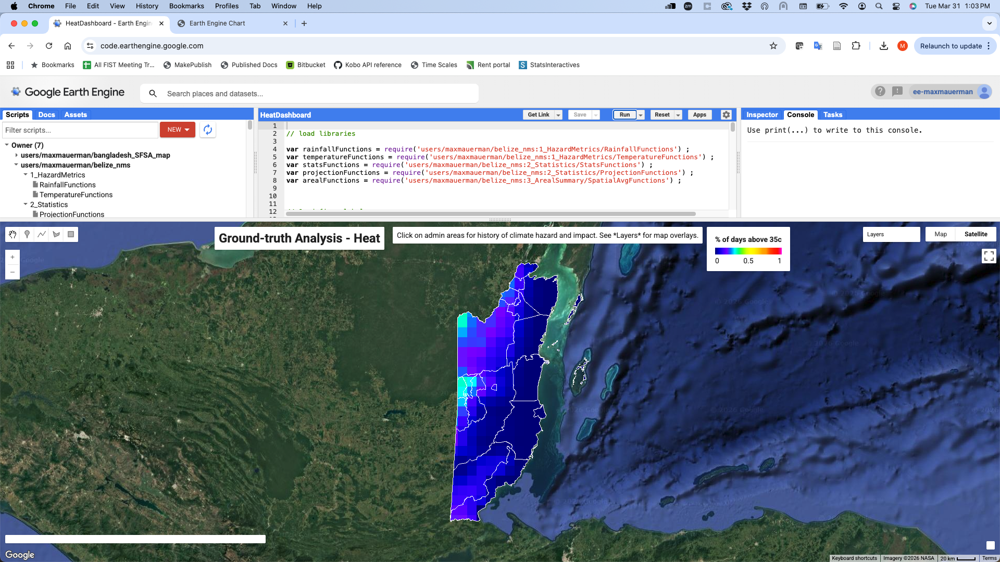 Chrome File Edit View History Bookmarks Profiles Tab Window Help
zm
Tue Mar 31 1:03 PM
HeatDashboard - Earth Engin
Earth Engine Chart
code.earthengine.google.com
M
Relaunch to update
Bookmarks
All FIST Meeting Tr...
MakePublish
Published Docs
Bitbucket
Kobo API reference
Time Scales
Rent portal
StatsInteractives
Google Earth Engine
Search places and datasets...
ee-maxmauerman
Scripts Docs Assets
Filter scripts...
NEW
Owner (7)
users/maxmauerman/bangladesh_SFSA_map
users/maxmauerman/belize_nms
1_HazardMetrics
RainfallFunctions
TemperatureFunctions
2_Statistics
ProjectionFunctions
HeatDashboard
Get Link
Save
Run
Reset
Apps
1
2 // load libraries
3
4 var rainfallFunctions = require('users/maxmauerman/belize_nms:1_HazardMetrics/RainfallFunctions') ;
5 var temperatureFunctions = require('users/maxmauerman/belize_nms:1_HazardMetrics/TemperatureFunctions') ;
6 var statsFunctions = require('users/maxmauerman/belize_nms:2_Statistics/StatsFunctions') ;
7 var projectionFunctions = require('users/maxmauerman/belize_nms:2_Statistics/ProjectionFunctions') ;
8 var arealFunctions = require('users/maxmauerman/belize_nms:3_ArealSummary/SpatialAvgFunctions') ;
9
10
11
12
Inspector Console Tasks
Use print(...) to write to this console.
Ground-truth Analysis - Heat
Click on admin areas for history of climate hazard and impact. See *Layers* for map overlays.
% of days above 35c
0 0.5 1
Layers
Map Satellite
+
−
Google
Keyboard shortcuts
Imagery ©2026 NASA
20 km
Terms